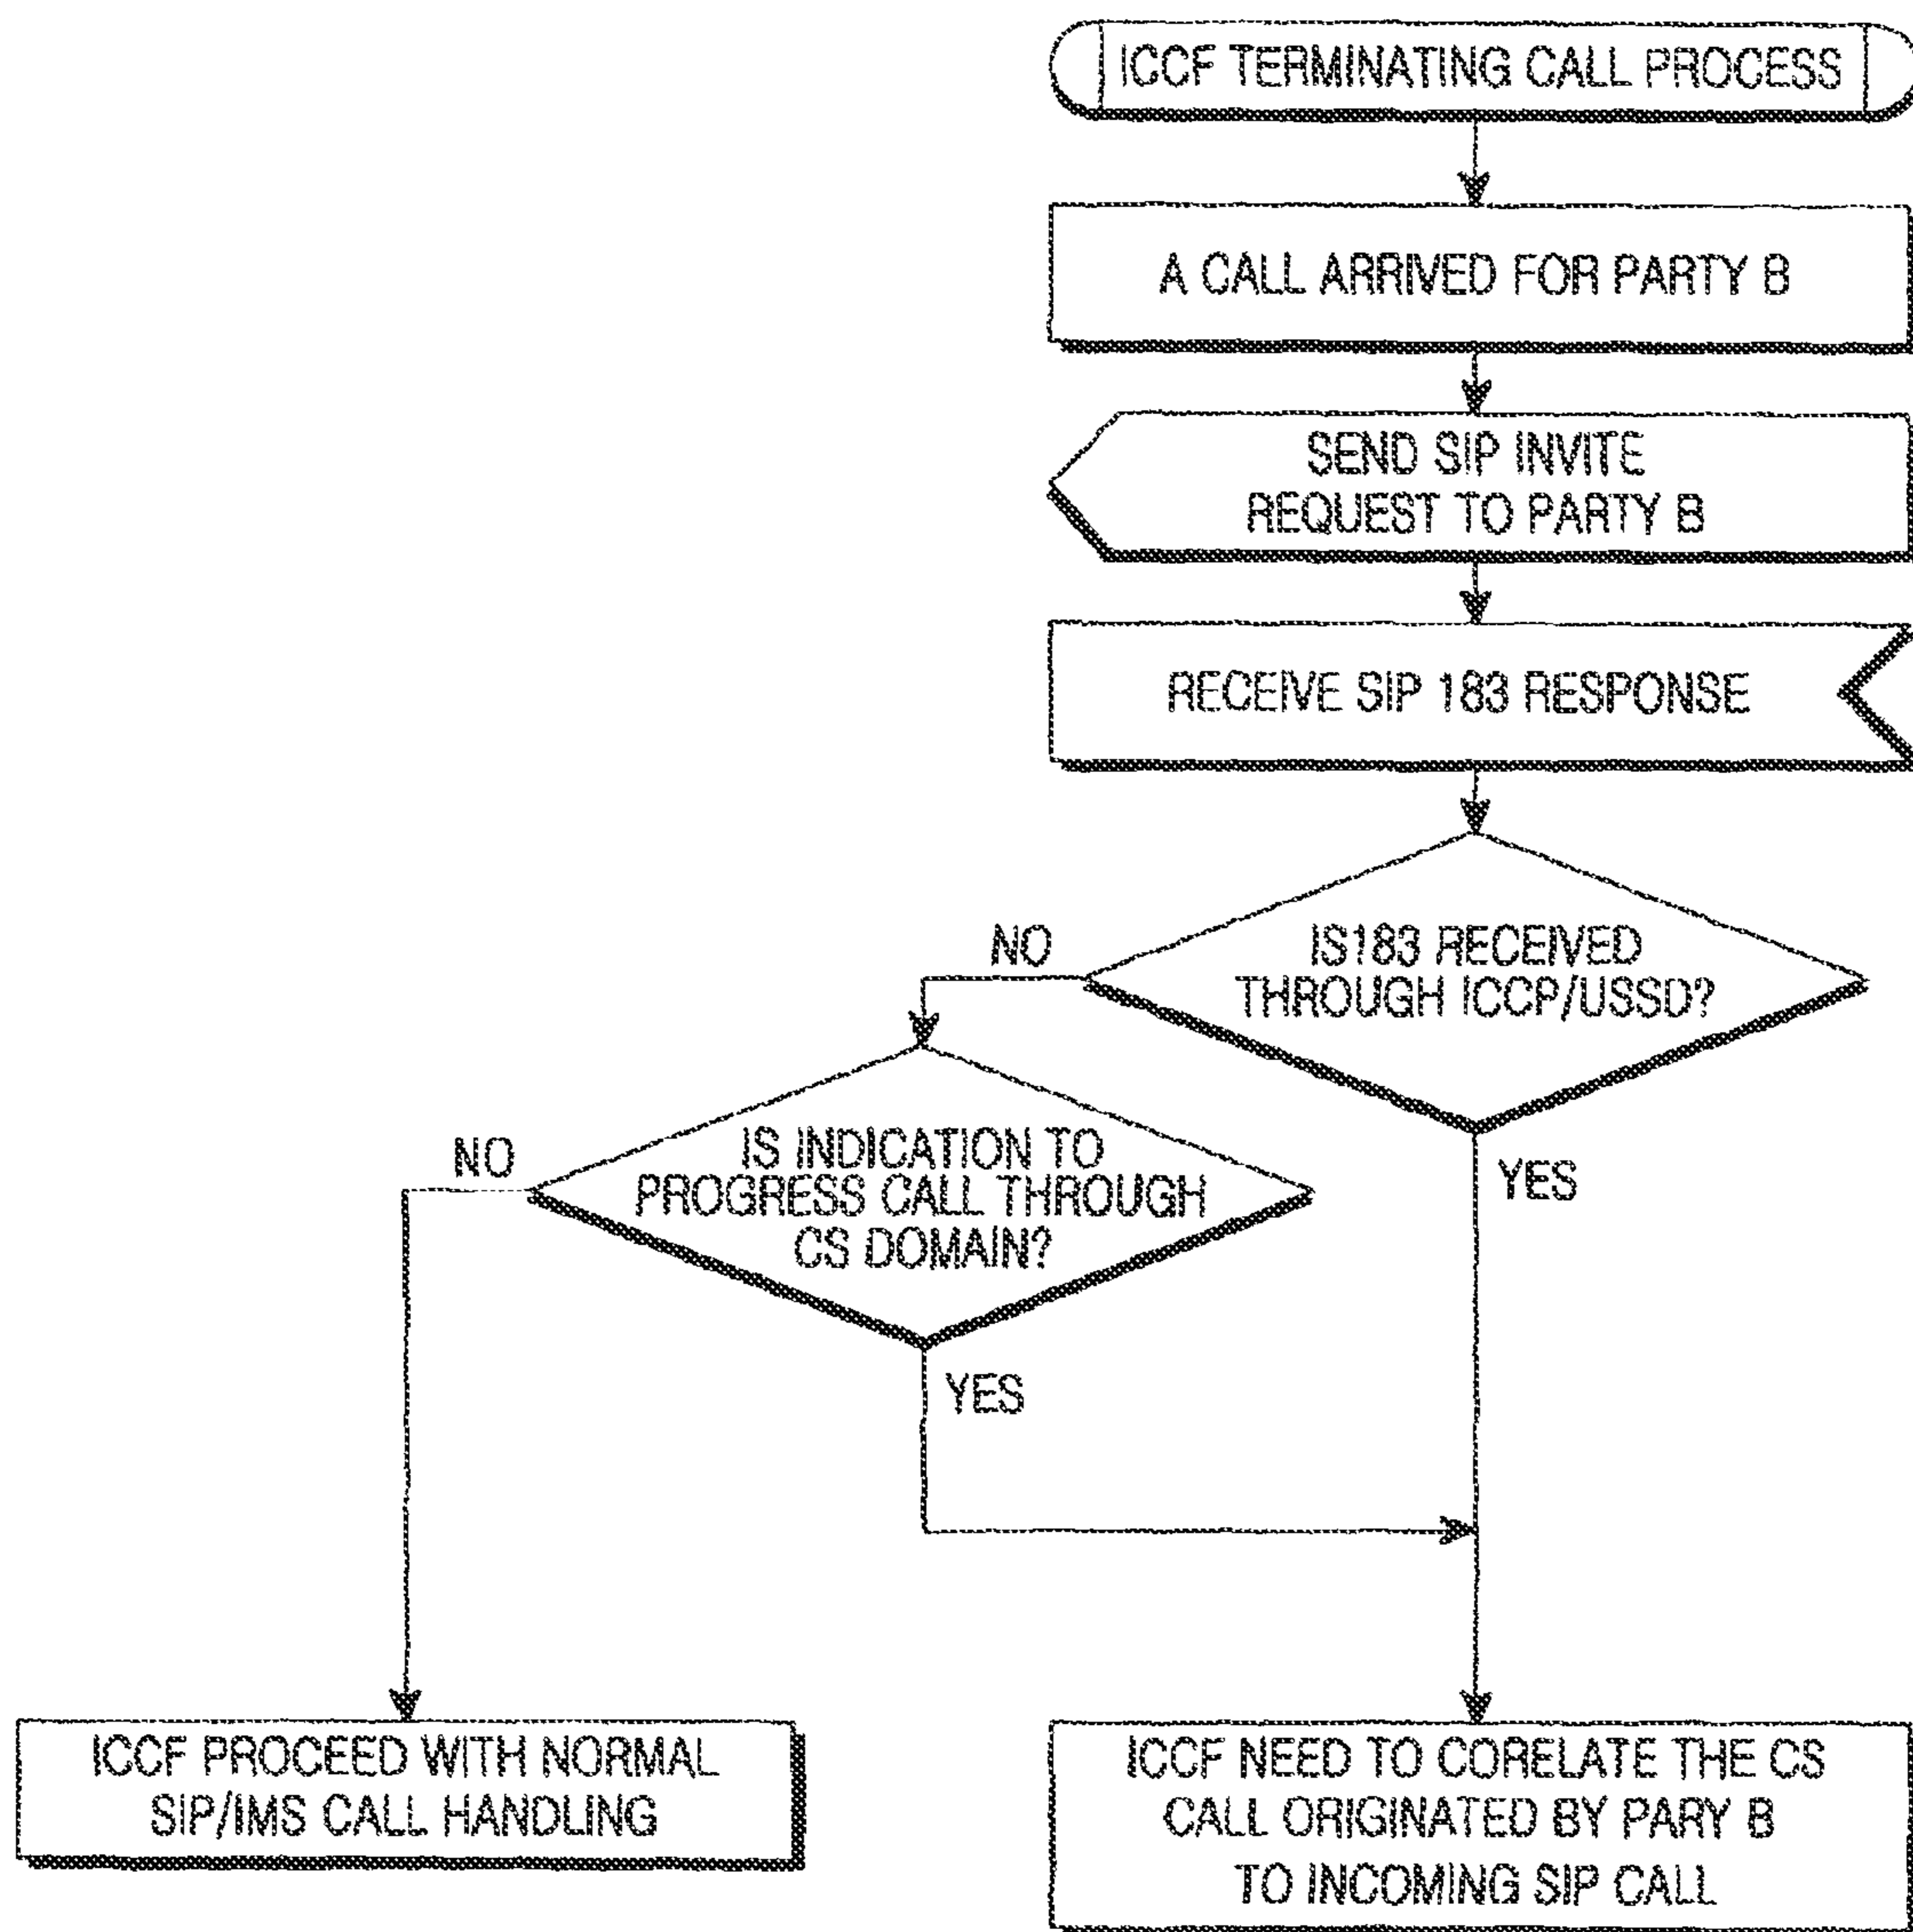 ICCF TERMINATING CALL PROCESS
A CALL ARRIVED FOR PARTY B
SEND SIP INVITE
REQUEST TO PARTY B
RECEIVE SIP 183 RESPONSE
IS183 RECEIVED
THROUGH ICCP/USSD?
NO
YES
IS INDICATION TO
PROGRESS CALL THROUGH
CS DOMAIN?
NO
YES
ICCF PROCEED WITH NORMAL
SIP/IMS CALL HANDLING
ICCF NEED TO CORELATE THE CS
CALL ORIGINATED BY PARY B
TO INCOMING SIP CALL